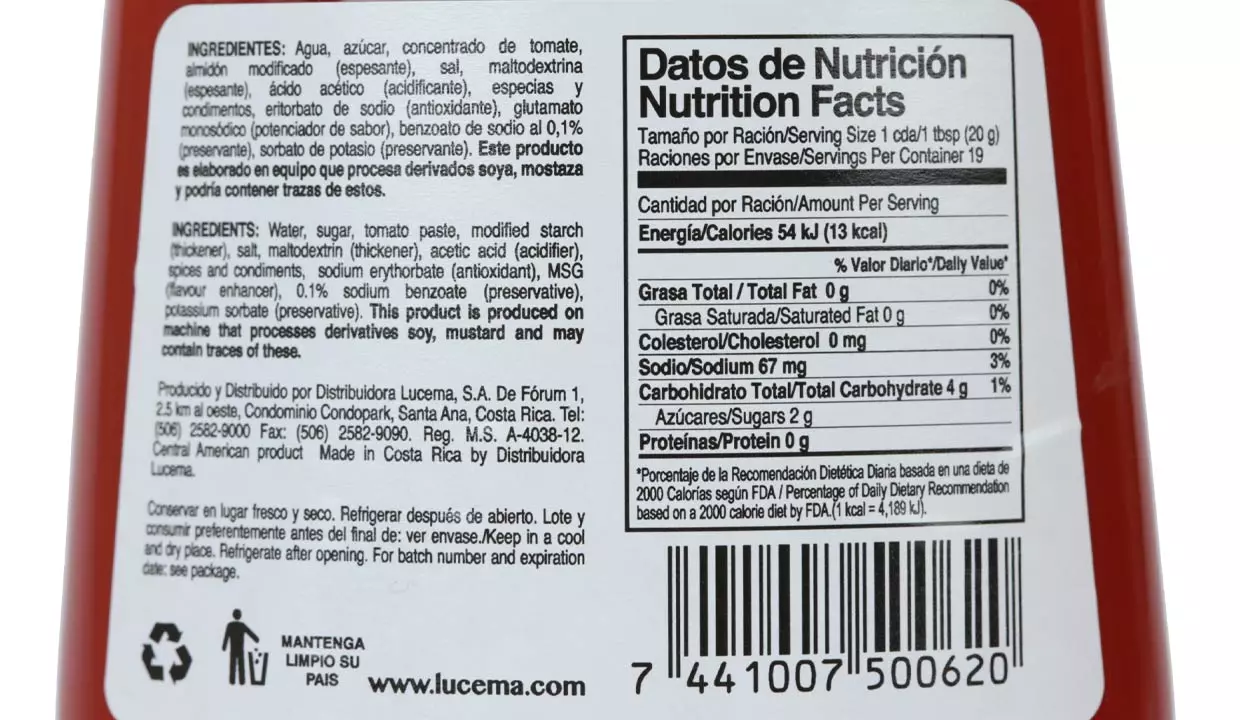 INGREDIENTES: Agua, azúcar, concentrado de tomate,
almidón modificado (espesante), sal, maltodextrina
(espesante), ácido acético (acidificante), especias y
condimentos, eritorbato de sodio (antioxidante), glutamato
monosódico (potenciador de sabor), benzoato de sodio al 0,1%
(preservante), sorbato de potasio (preservante). Este producto
es elaborado en equipo que procesa derivados soya, mostaza
y podría contener trazas de estos.
INGREDIENTS: Water, sugar, tomato paste, modified starch
(thickener), salt, maltodextrin (thickener), acetic acid (acidifier),
spices and condiments, sodium erythorbate (antioxidant), MSG
(flavour enhancer), 0.1% sodium benzoate (preservative),
potassium sorbate (preservative). This product is produced on
machine that processes derivatives soy, mustard and may
contain traces of these.
Producido y Distribuido por Distribuidora Lucema, S.A. De Fórum 1,
2.5 km al oeste, Condominio Condopark, Santa Ana, Costa Rica. Tel:
(506) 2582-9000 Fax: (506) 2582-9090. Reg. M.S. A-4038-12.
Central American product Made in Costa Rica by Distribuidora
Lucema.
Conservar en lugar fresco y seco. Refrigerar después de abierto. Lote y
consumir preferentemente antes del final de: ver envase./Keep in a cool
and dry place. Refrigerate after opening. For batch number and expiration
date: see package.
MANTENGA
LIMPIO SU
PAIS
www.lucema.com
Datos de Nutrición
Nutrition Facts
Tamaño por Ración/Serving Size 1 cda/1 tbsp (20 g)
Raciones por Envase/Servings Per Container 19
Cantidad por Ración/Amount Per Serving
Energía/Calories 54 kJ (13 kcal)
% Valor Diario*/Daily Value*
Grasa Total / Total Fat 0 g 0%
Grasa Saturada/Saturated Fat 0 g 0%
Colesterol/Cholesterol 0 mg 0%
Sodio/Sodium 67 mg 3%
Carbohidrato Total/Total Carbohydrate 4 g 1%
Azúcares/Sugars 2 g
Proteínas/Protein 0 g
*Porcentaje de la Recomendación Dietética Diaria basada en una dieta de
2000 Calorías según FDA / Percentage of Daily Dietary Recommendation
based on a 2000 calorie diet by FDA.(1 kcal = 4,189 kJ).
7 441007 500620